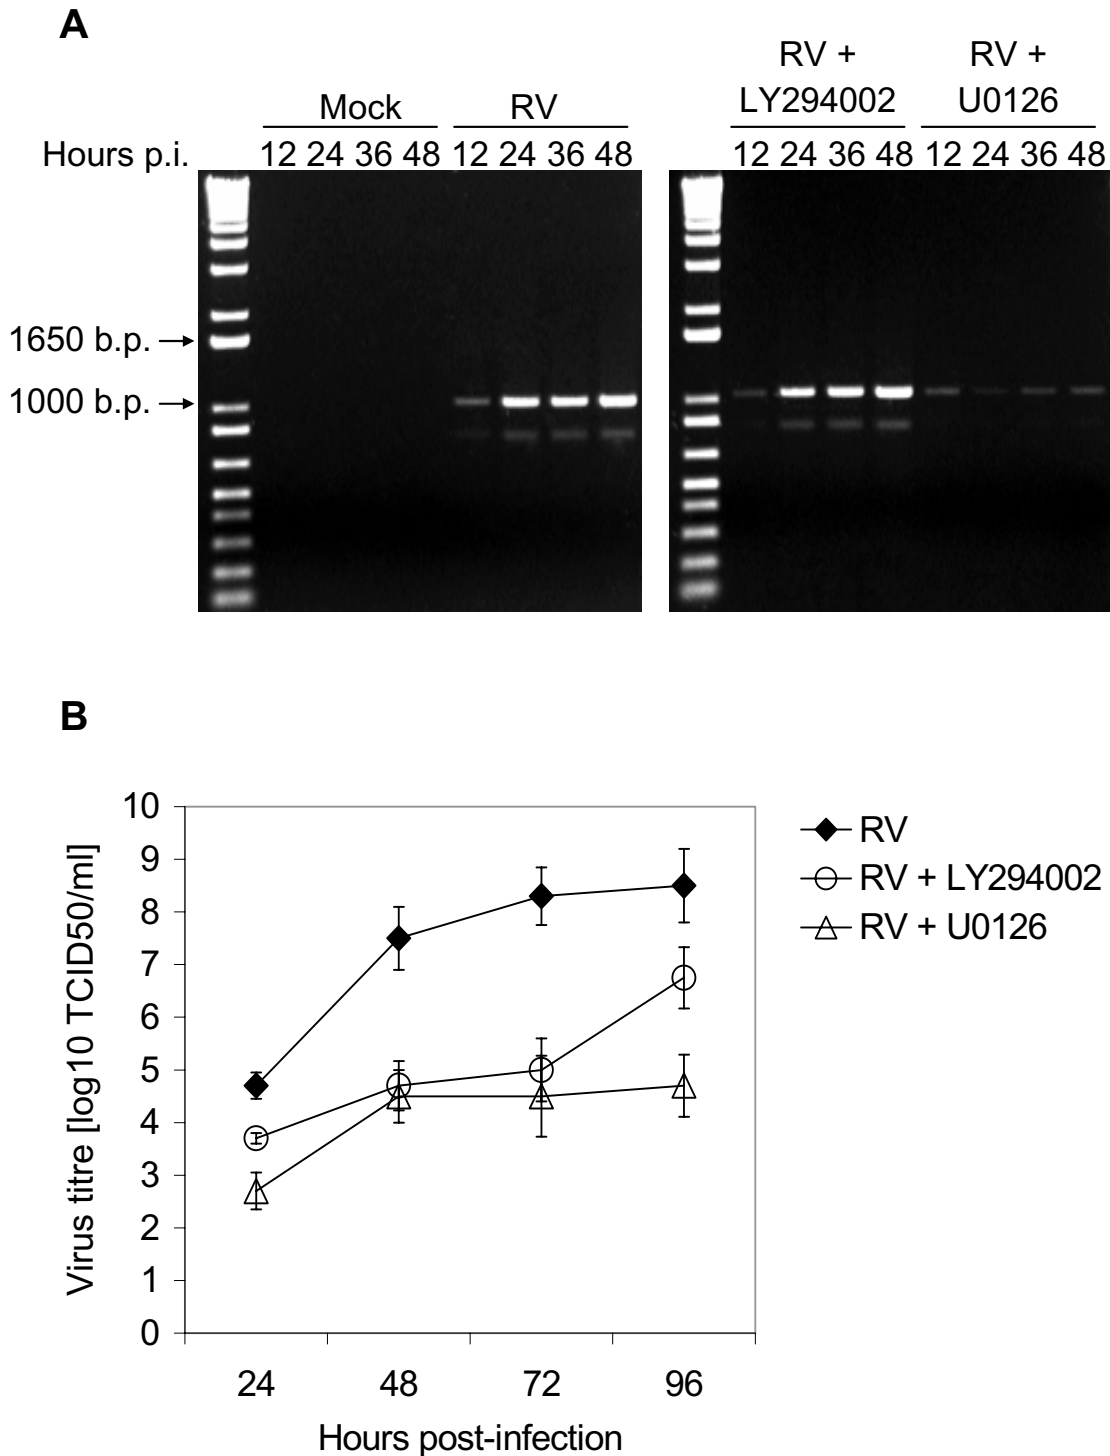 A
Mock
RV
RV +
LY294002
RV +
U0126
Hours p.i.
12 24 36 48 12 24 36 48
12 24 36 48 12 24 36 48
1650 b.p.
1000 b.p.
B
10
9
8
7
6
5
4
3
2
1
0
Virus titre [log10 TCID50/ml]
24 48 72 96
Hours post-infection
RV
RV + LY294002
RV + U0126